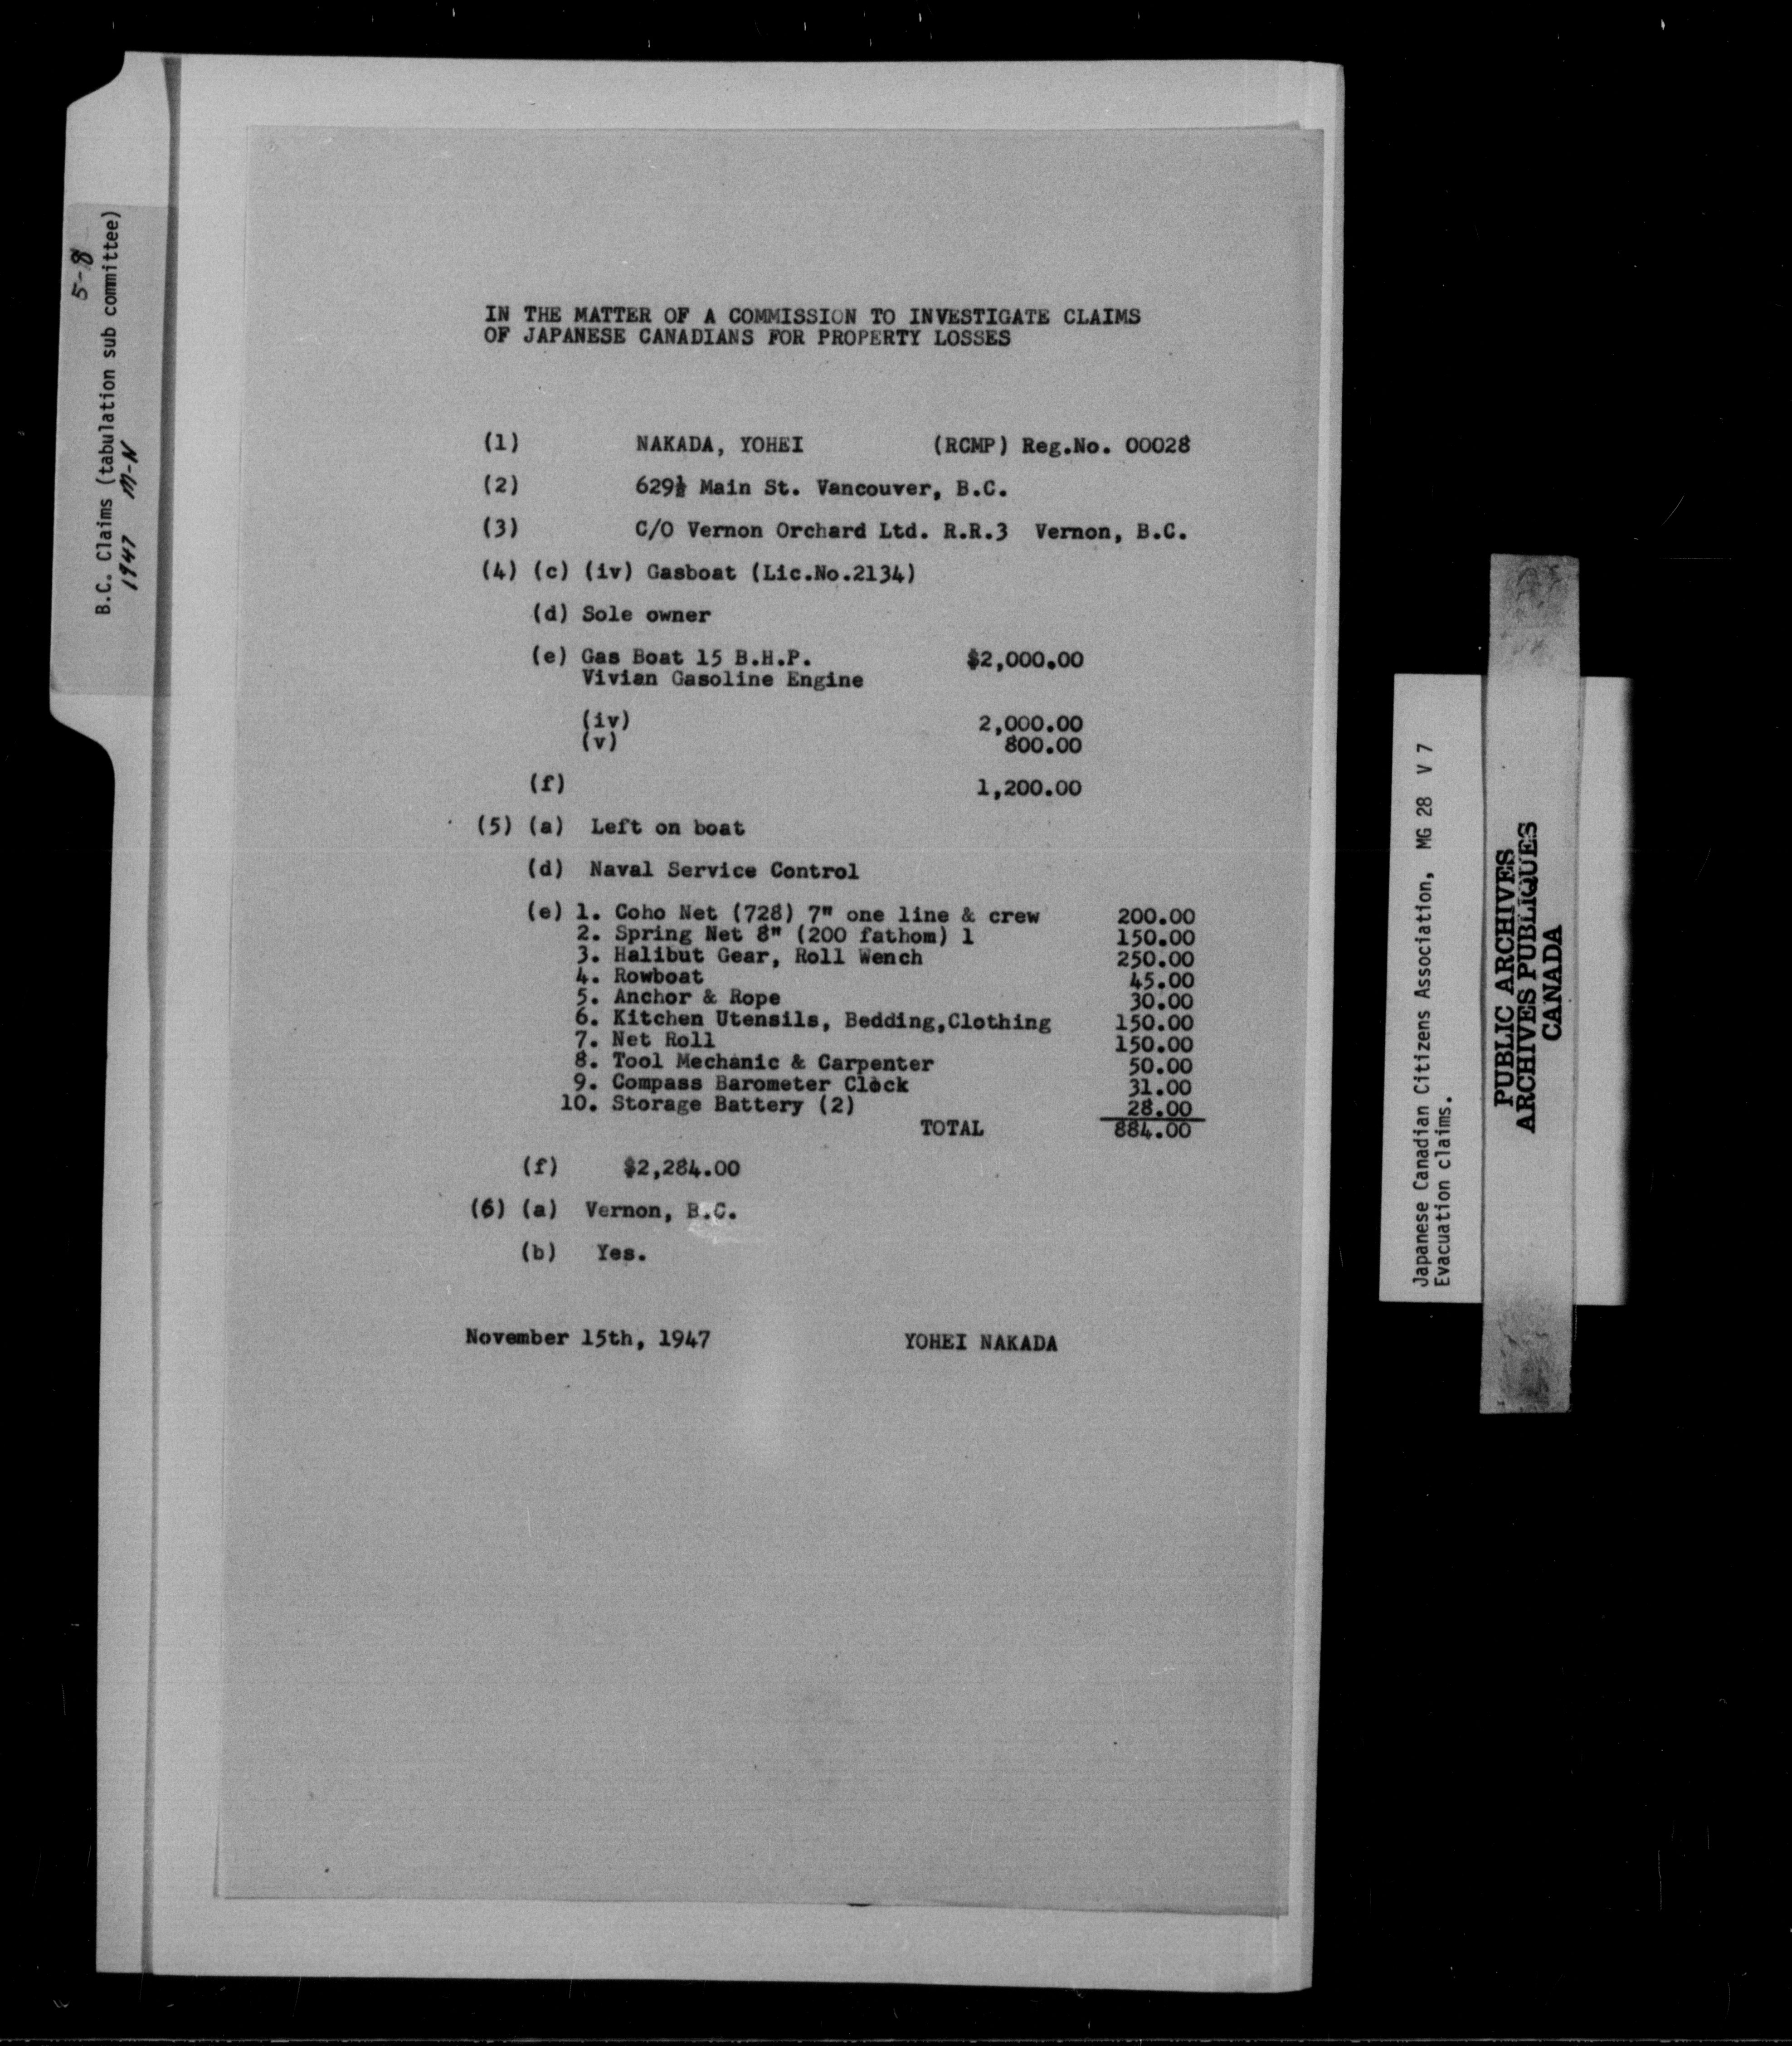 5-8
B.C. Claims (tabulation sub committee)
1947 M-N
IN THE MATTER OF A COMMISSION TO INVESTIGATE CLAIMS
OF JAPANESE CANADIANS FOR PROPERTY LOSSES
(1) NAKADA, YOHEI (RCMP) Reg.No. 00028
(2) 629½ Main St. Vancouver, B.C.
(3) C/O Vernon Orchard Ltd. R.R.3 Vernon, B.C.
(4) (c) (iv) Gasboat (Lic.No.2134)
(d) Sole owner
(e) Gas Boat 15 B.H.P. $2,000.00
Vivian Gasoline Engine
(iv) 2,000.00
(v) 800.00
(f) 1,200.00
(5) (a) Left on boat
(d) Naval Service Control
(e) 1. Coho Net (728) 7" one line & crew 200.00
2. Spring Net 8" (200 fathom) 1 150.00
3. Halibut Gear, Roll Wench 250.00
4. Rowboat 45.00
5. Anchor & Rope 30.00
6. Kitchen Utensils, Bedding,Clothing 150.00
7. Net Roll 150.00
8. Tool Mechanic & Carpenter 50.00
9. Compass Barometer Clock 31.00
10. Storage Battery (2) 28.00
TOTAL 884.00
(f) $2,284.00
(6) (a) Vernon, B.C.
(b) Yes.
November 15th, 1947 YOHEI NAKADA
Japanese Canadian Citizens Association, MG 28 V 7
Evacuation claims.
PUBLIC ARCHIVES
ARCHIVES PUBLIQUES
CANADA